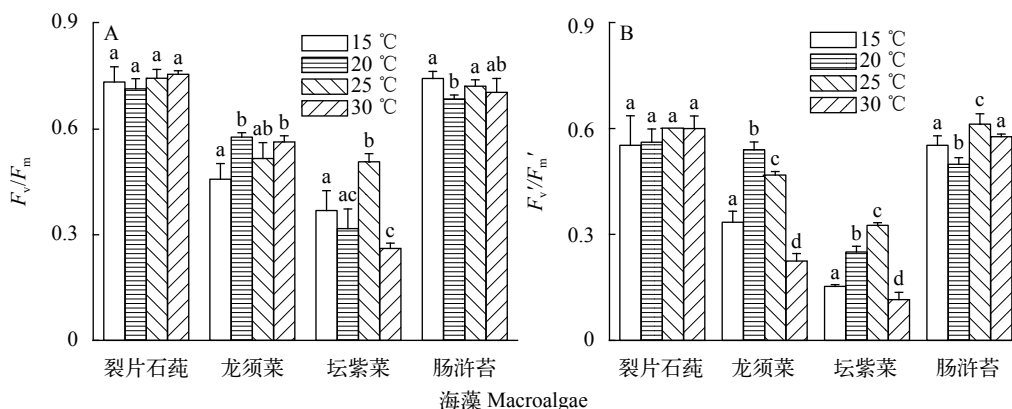 A
B
0.9
0.6
0.3
0
Fv/Fm
15 ℃
20 ℃
25 ℃
30 ℃
a a a a
a b ab b
a ac b c
a b a ab
裂片石莼 龙须菜 坛紫菜 肠浒苔
0.9
0.6
0.3
0
Fv′/Fm′
15 ℃
20 ℃
25 ℃
30 ℃
a a a a
a b c d
a b c d
a b c a
裂片石莼 龙须菜 坛紫菜 肠浒苔
海藻 Macroalgae